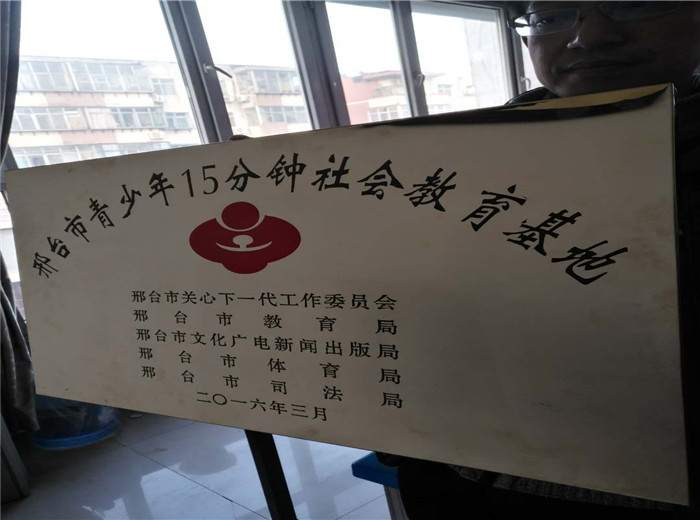 邢台市青少年15分钟社会教育基地
邢台市关心下一代工作委员会
邢台市教育局
邢台市文化广电新闻出版局
邢台市体育局
邢台市司法局
二〇一六年三月